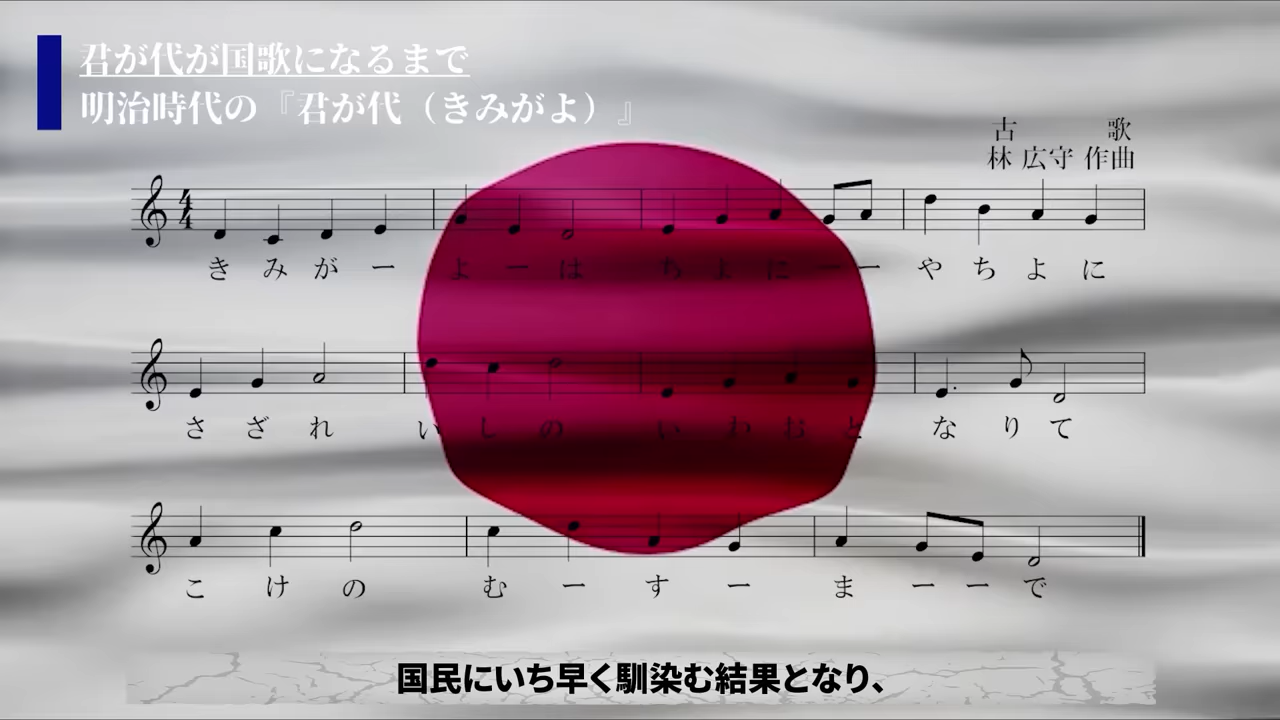 君が代が国歌になるまで
明治時代の『君が代（きみがよ）』
古歌
林 広守 作曲
きみがーよーはちよにーーやちよに
さざれいしのいわおとなりて
こけのむーすーまーーで
国民にいち早く馴染む結果となり、